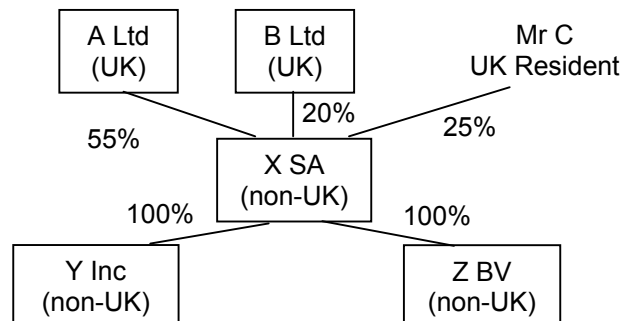 A Ltd
(UK)
B Ltd
(UK)
Mr C
UK Resident
55%
20%
25%
X SA
(non-UK)
100%
100%
Y Inc
(non-UK)
Z BV
(non-UK)